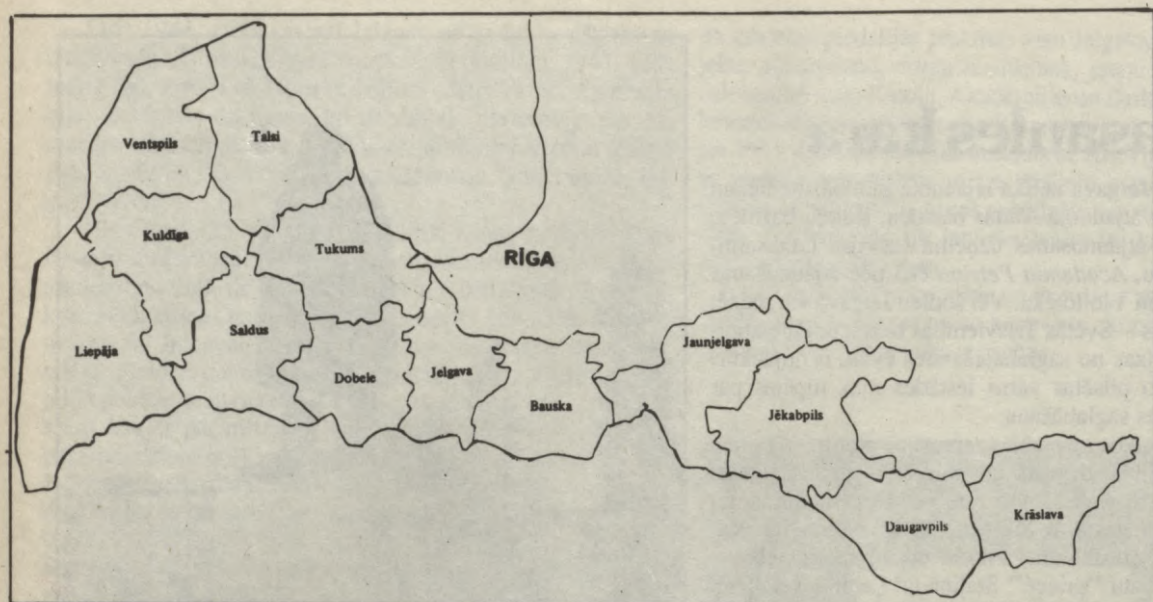 Ventspils
Talsi
Kuldīga
Tukums
RĪGA
Liepāja
Saldus
Dobele
Jelgava
Bauska
Jaunjelgava
Jēkabpils
Daugavpils
Krāslava